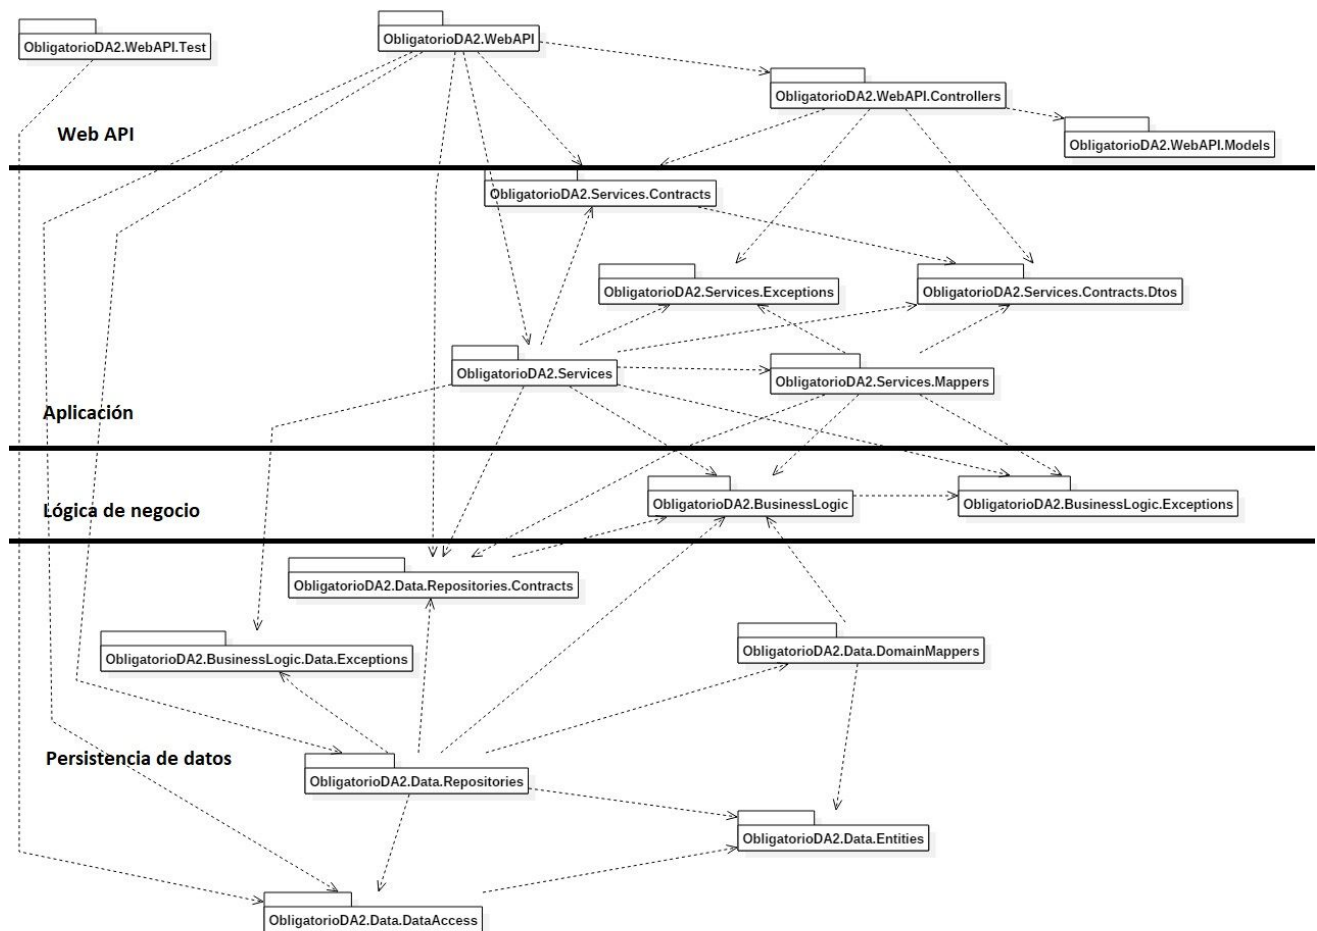 ObligatorioDA2.WebAPI.Test
ObligatorioDA2.WebAPI
ObligatorioDA2.WebAPI.Controllers
Web API
ObligatorioDA2.WebAPI.Models
ObligatorioDA2.Services.Contracts
ObligatorioDA2.Services.Exceptions
ObligatorioDA2.Services.Contracts.Dtos
ObligatorioDA2.Services
ObligatorioDA2.Services.Mappers
Aplicación
Lógica de negocio
ObligatorioDA2.BusinessLogic
ObligatorioDA2.BusinessLogic.Exceptions
ObligatorioDA2.Data.Repositories.Contracts
ObligatorioDA2.BusinessLogic.Data.Exceptions
ObligatorioDA2.Data.DomainMappers
Persistencia de datos
ObligatorioDA2.Data.Repositories
ObligatorioDA2.Data.Entities
ObligatorioDA2.Data.DataAccess